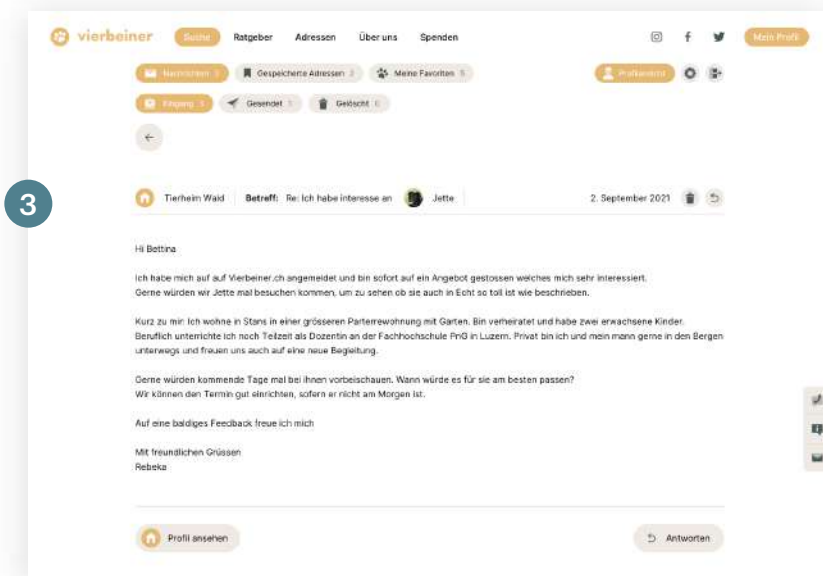 vierbeiner Suche Ratgeber Adressen Über uns Spenden Mein Profil
Nachrichten 3 Gespeicherte Adressen 3 Meine Favoriten 5 Profilansicht
Eingang 3 Gesendet 1 Gelöscht 0
3
Tierheim Wald Betreff: Re: Ich habe interesse an Jette 2. September 2021
Hi Bettina
Ich habe mich auf auf Vierbeiner.ch angemeldet und bin sofort auf ein Angebot gestossen welches mich sehr interessiert.
Gerne würden wir Jette mal besuchen kommen, um zu sehen ob sie auch in Echt so toll ist wie beschrieben.
Kurz zu mir: Ich wohne in Stans in einer grösseren Parterrewohnung mit Garten. Bin verheiratet und habe zwei erwachsene Kinder.
Beruflich unterrichte ich noch Teilzeit als Dozentin an der Fachhochschule PnG in Luzern. Privat bin ich und mein mann gerne in den Bergen
unterwegs und freuen uns auch auf eine neue Begleitung.
Gerne würden kommende Tage mal bei ihnen vorbeischauen. Wann würde es für sie am besten passen?
Wir können den Termin gut einrichten, sofern er nicht am Morgen ist.
Auf eine baldiges Feedback freue ich mich
Mit freundlichen Grüssen
Rebeka
Profil ansehen Antworten